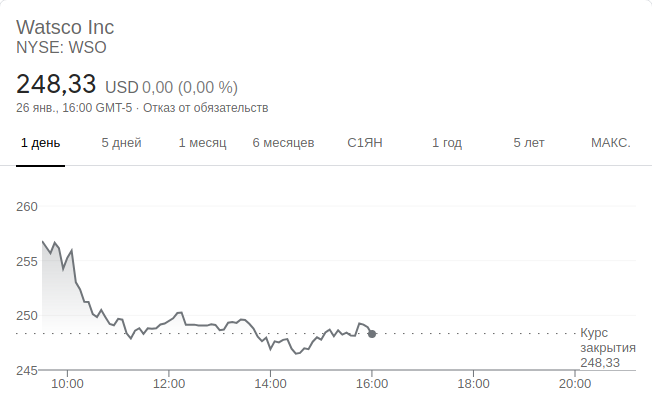 Watsco Inc
NYSE: WSO
248,33 USD 0,00 (0,00 %)
26 янв., 16:00 GMT-5 · Отказ от обязательств
1 день 5 дней 1 месяц 6 месяцев С1ЯН 1 год 5 лет МАКС.
260
255
250
Курс
закрытия
248,33
245
10:00 12:00 14:00 16:00 18:00 20:00